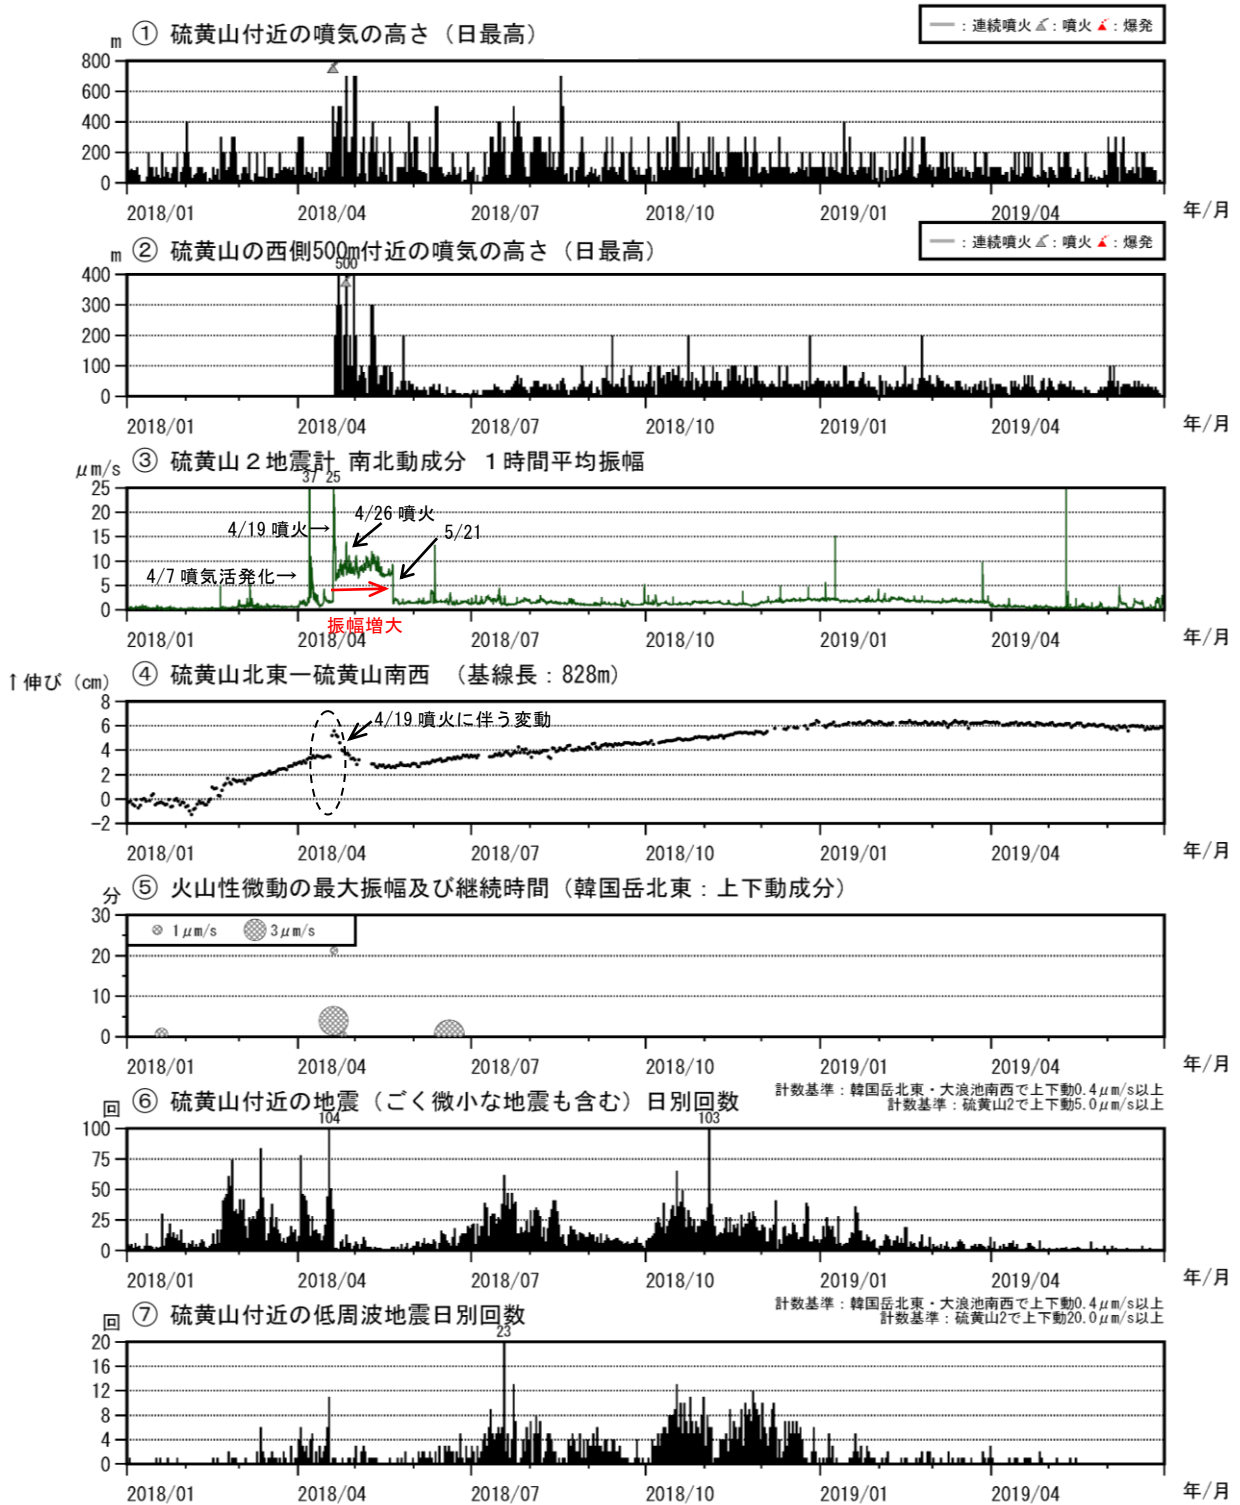 ① 硫黄山付近の噴気の高さ（日最高）
━━：連続噴火 ：噴火 ：爆発
m
800
600
400
200
0
2018/01 2018/04 2018/07 2018/10 2019/01 2019/04 年/月
② 硫黄山の西側500m付近の噴気の高さ（日最高）
━━：連続噴火 ：噴火 ：爆発
m
500
400
300
200
100
0
2018/01 2018/04 2018/07 2018/10 2019/01 2019/04 年/月
③ 硫黄山２地震計 南北動成分 １時間平均振幅
μm/s
37 25
25
20
15
10
5
0
4/19 噴火→
4/26 噴火
5/21
4/7 噴気活発化→
振幅増大
2018/01 2018/04 2018/07 2018/10 2019/01 2019/04 年/月
④ 硫黄山北東－硫黄山南西 （基線長：828m）
↑伸び（cm）
8
6
4
2
0
-2
4/19 噴火に伴う変動
2018/01 2018/04 2018/07 2018/10 2019/01 2019/04 年/月
⑤ 火山性微動の最大振幅及び継続時間（韓国岳北東：上下動成分）
分
30
20
10
0
1μm/s 3μm/s
2018/01 2018/04 2018/07 2018/10 2019/01 2019/04 年/月
計数基準：韓国岳北東・大浪池南西で上下動0.4μm/s以上
計数基準：硫黄山2で上下動5.0μm/s以上
⑥ 硫黄山付近の地震（ごく微小な地震も含む）日別回数
回
104 103
100
75
50
25
0
2018/01 2018/04 2018/07 2018/10 2019/01 2019/04 年/月
計数基準：韓国岳北東・大浪池南西で上下動0.4μm/s以上
計数基準：硫黄山2で上下動20.0μm/s以上
⑦ 硫黄山付近の低周波地震日別回数
回
23
20
16
12
8
4
0
2018/01 2018/04 2018/07 2018/10 2019/01 2019/04 年/月